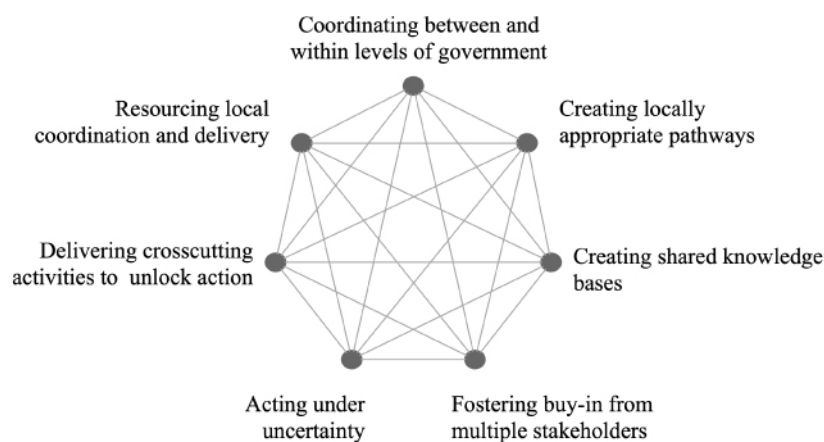 Coordinating between and
within levels of government
Resourcing local
coordination and delivery
Creating locally
appropriate pathways
Delivering crosscutting
activities to unlock action
Creating shared knowledge
bases
Acting under
uncertainty
Fostering buy-in from
multiple stakeholders